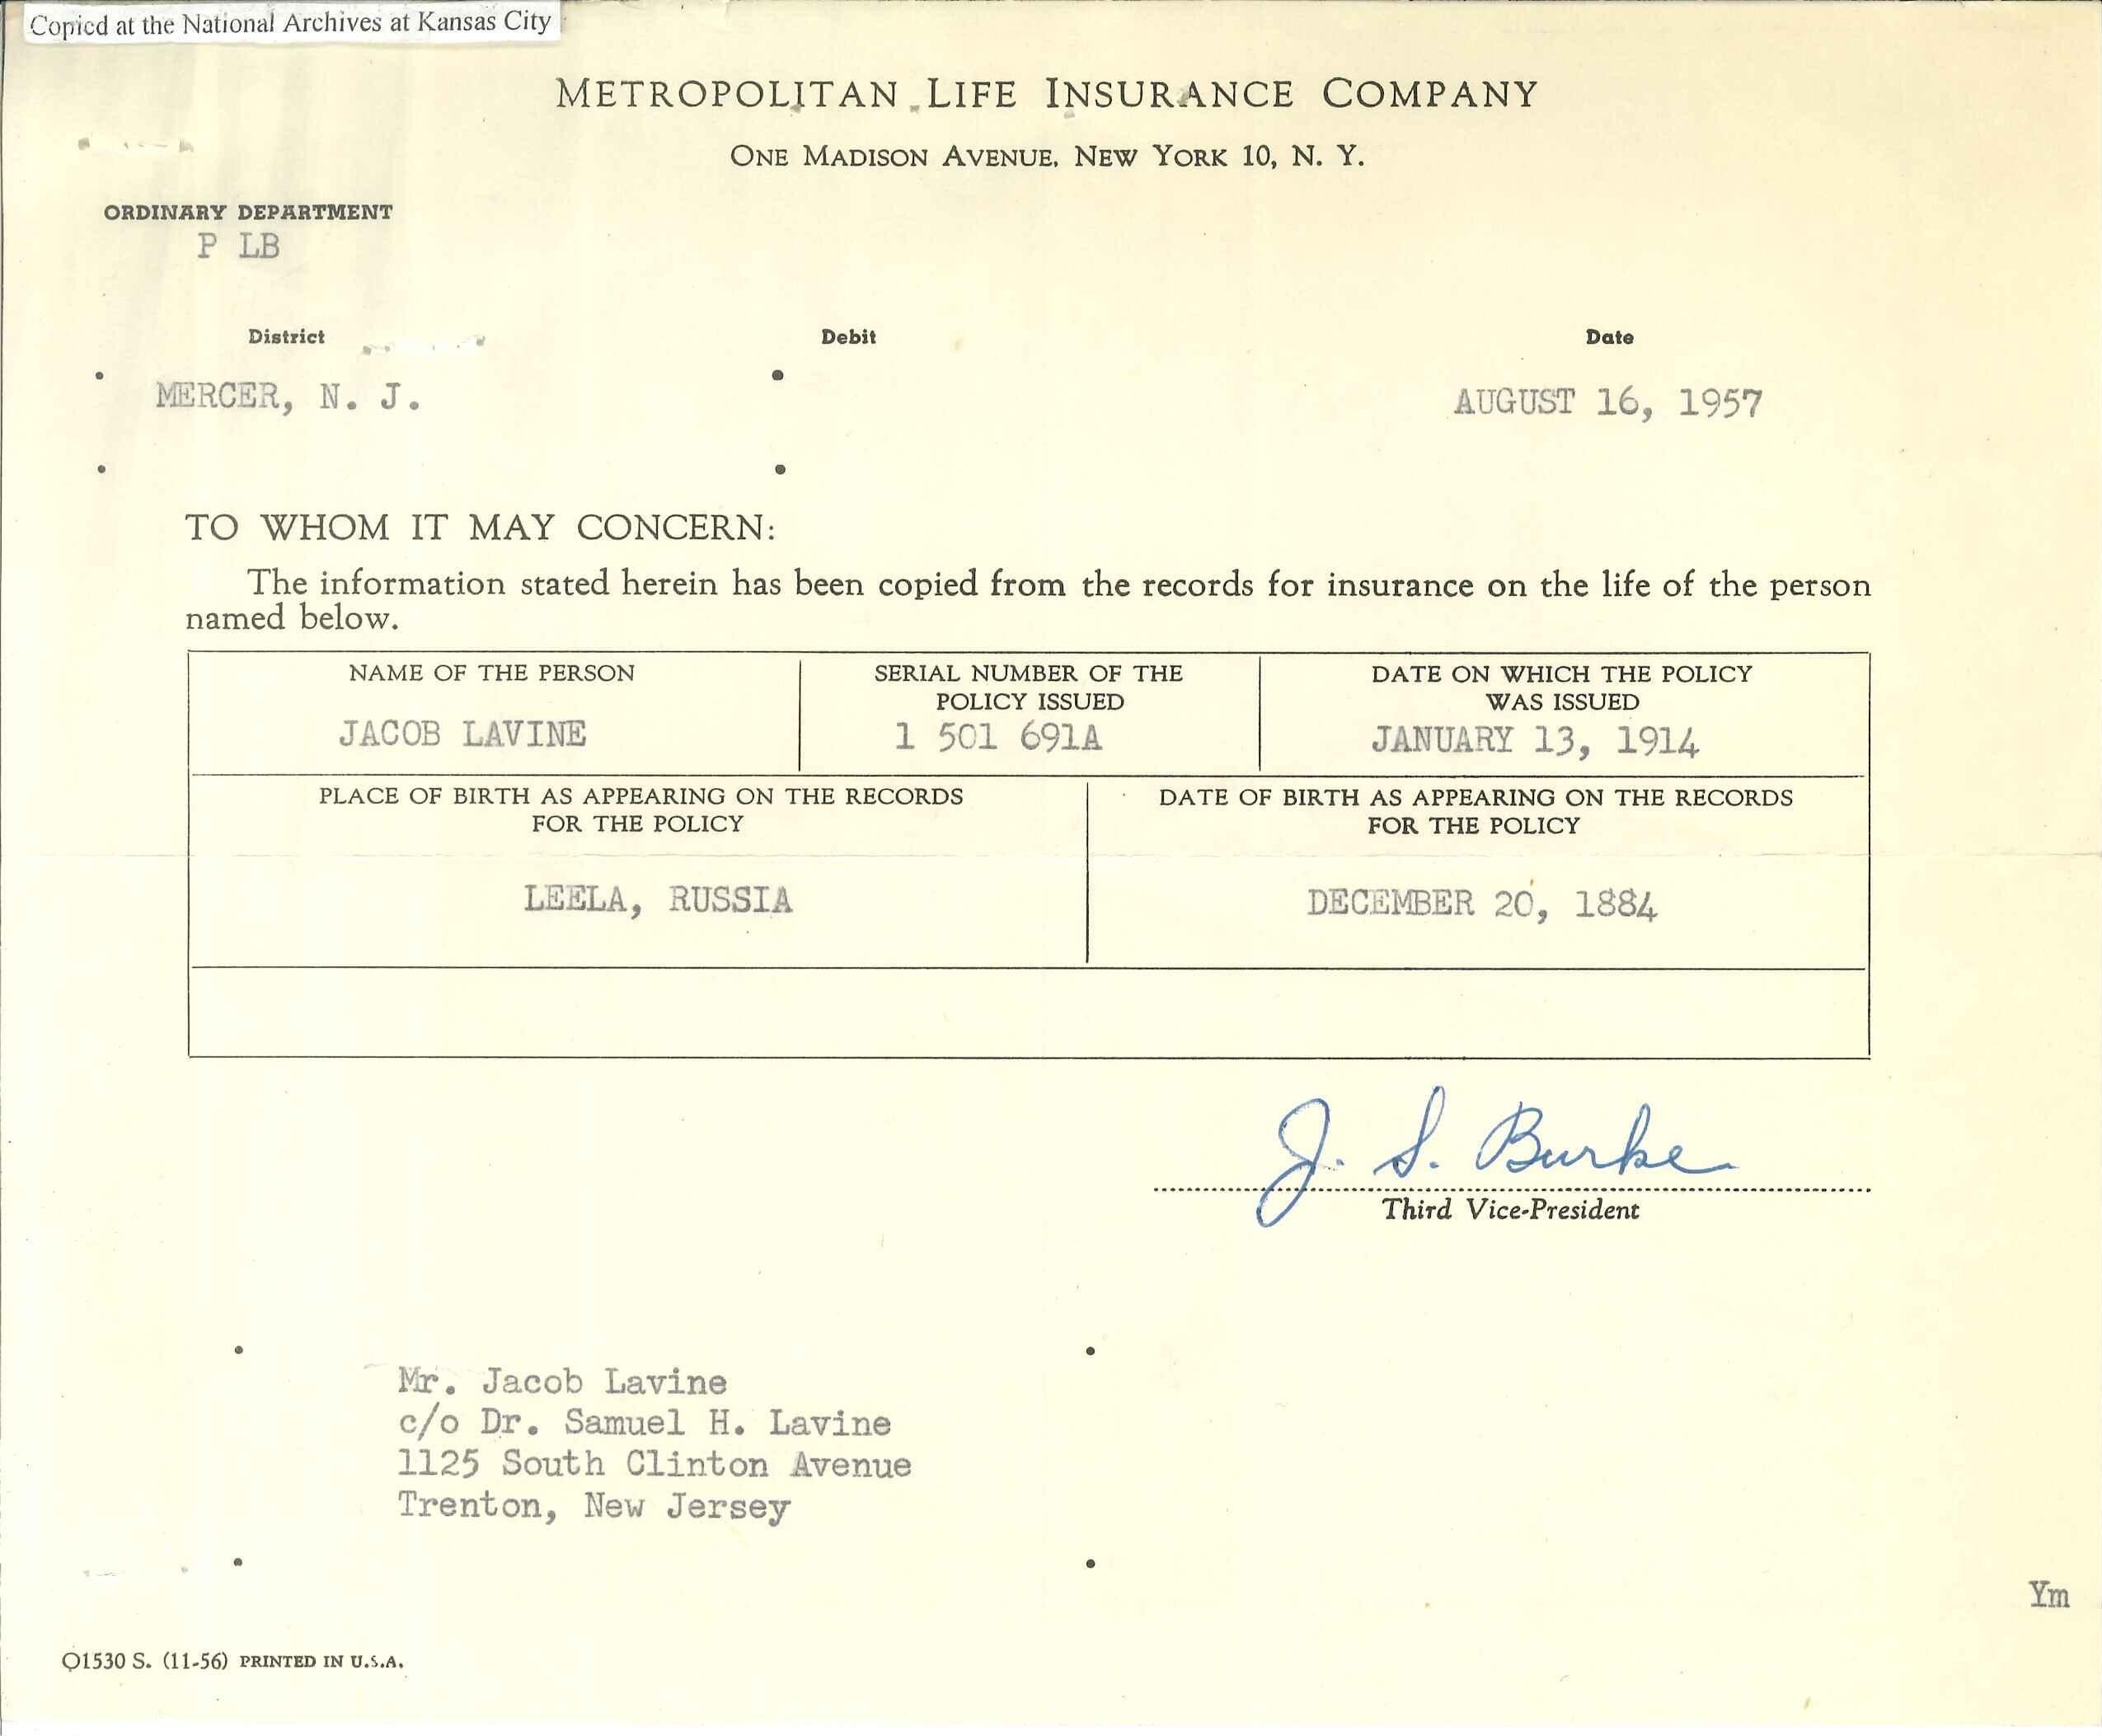 Copied at the National Archives at Kansas City
METROPOLITAN LIFE INSURANCE COMPANY
ONE MADISON AVENUE, NEW YORK 10, N. Y.
ORDINARY DEPARTMENT
P LB
District Debit Date
MERCER, N. J. AUGUST 16, 1957
TO WHOM IT MAY CONCERN:
The information stated herein has been copied from the records for insurance on the life of the person
named below.
NAME OF THE PERSON
JACOB LAVINE
SERIAL NUMBER OF THE
POLICY ISSUED
1 501 691A
DATE ON WHICH THE POLICY
WAS ISSUED
JANUARY 13, 1914
PLACE OF BIRTH AS APPEARING ON THE RECORDS
FOR THE POLICY
LEELA, RUSSIA
DATE OF BIRTH AS APPEARING ON THE RECORDS
FOR THE POLICY
DECEMBER 20, 1884
J. S. Burke
Third Vice-President
Mr. Jacob Lavine
c/o Dr. Samuel H. Lavine
1125 South Clinton Avenue
Trenton, New Jersey
Ym
O1530 S. (11-56) PRINTED IN U.S.A.